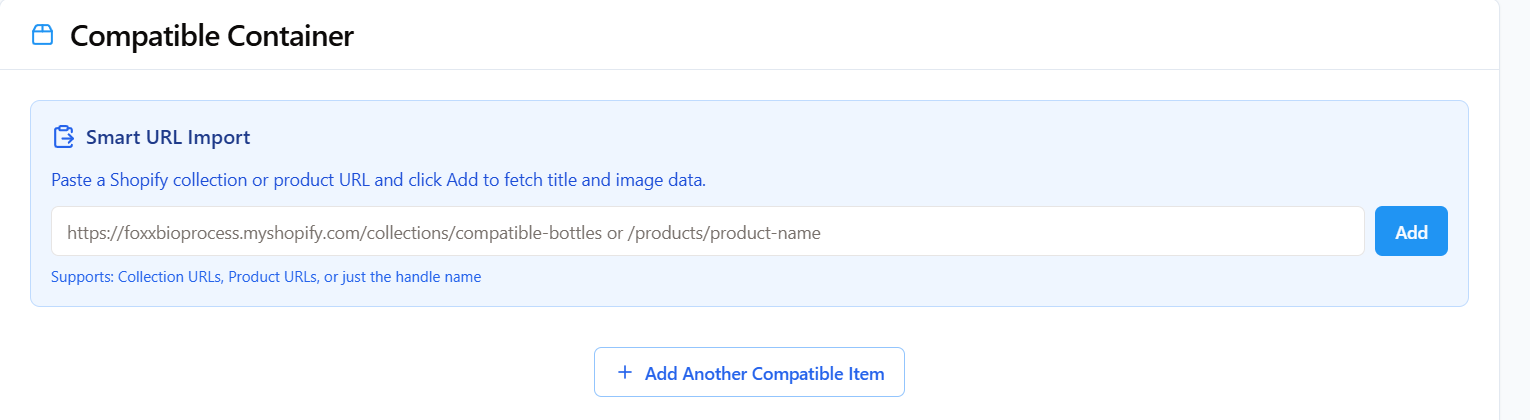 Compatible Container
Smart URL Import
Paste a Shopify collection or product URL and click Add to fetch title and image data.
https://foxxbioprocess.myshopify.com/collections/compatible-bottles or /products/product-name
Add
Supports: Collection URLs, Product URLs, or just the handle name
+ Add Another Compatible Item